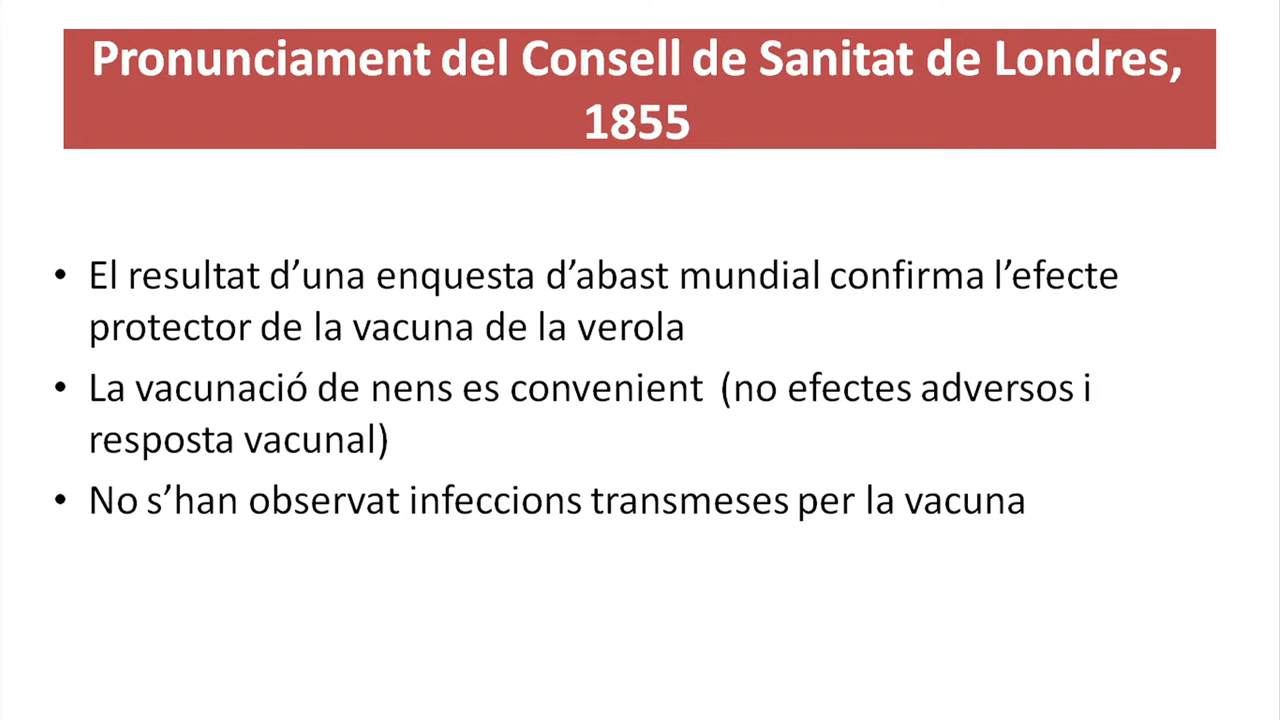 Pronunciament del Consell de Sanitat de Londres,
1855
• El resultat d’una enquesta d’abast mundial confirma l’efecte
protector de la vacuna de la verola
• La vacunació de nens es convenient (no efectes adversos i
resposta vacunal)
• No s’han observat infeccions transmeses per la vacuna